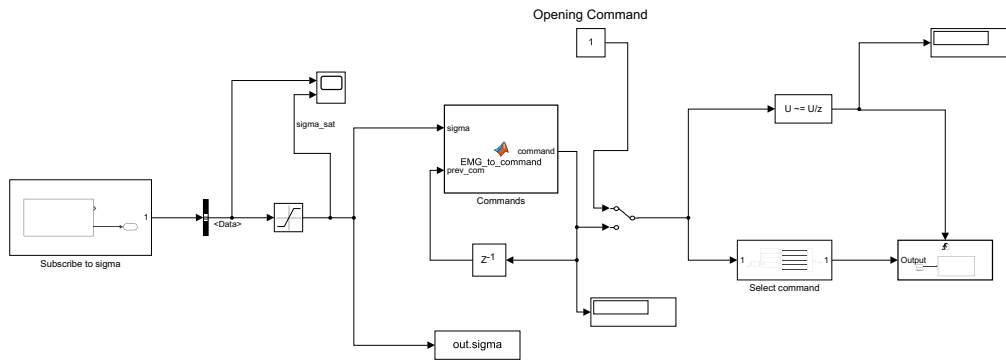 Opening Command
1
sigma_sat
sigma
command
EMG_to_command
prev_com
Commands
U ~= U/z
1
<Data>
Subscribe to sigma
Z-1
1
1
Select command
Output
out.sigma